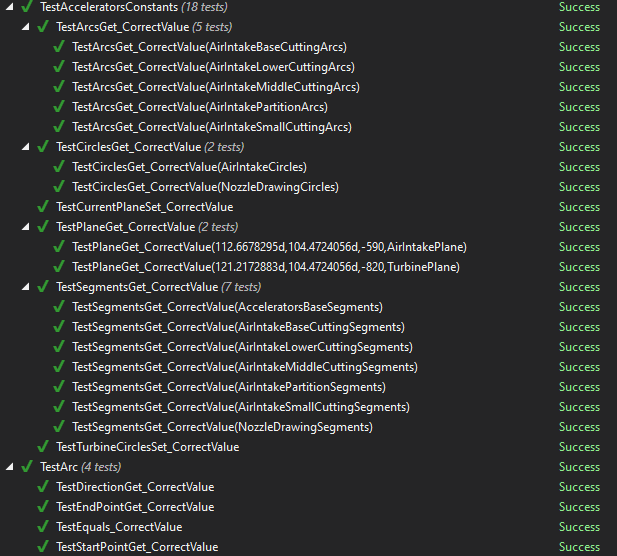 TestAcceleratorsConstants (18 tests) Success
TestArcsGet_CorrectValue (5 tests) Success
TestArcsGet_CorrectValue(AirIntakeBaseCuttingArcs) Success
TestArcsGet_CorrectValue(AirIntakeLowerCuttingArcs) Success
TestArcsGet_CorrectValue(AirIntakeMiddleCuttingArcs) Success
TestArcsGet_CorrectValue(AirIntakePartitionArcs) Success
TestArcsGet_CorrectValue(AirIntakeSmallCuttingArcs) Success
TestCirclesGet_CorrectValue (2 tests) Success
TestCirclesGet_CorrectValue(AirIntakeCircles) Success
TestCirclesGet_CorrectValue(NozzleDrawingCircles) Success
TestCurrentPlaneSet_CorrectValue Success
TestPlaneGet_CorrectValue (2 tests) Success
TestPlaneGet_CorrectValue(112.6678295d,104.4724056d,-590,AirIntakePlane) Success
TestPlaneGet_CorrectValue(121.2172883d,104.4724056d,-820,TurbinePlane) Success
TestSegmentsGet_CorrectValue (7 tests) Success
TestSegmentsGet_CorrectValue(AcceleratorsBaseSegments) Success
TestSegmentsGet_CorrectValue(AirIntakeBaseCuttingSegments) Success
TestSegmentsGet_CorrectValue(AirIntakeLowerCuttingSegments) Success
TestSegmentsGet_CorrectValue(AirIntakeMiddleCuttingSegments) Success
TestSegmentsGet_CorrectValue(AirIntakePartitionSegments) Success
TestSegmentsGet_CorrectValue(AirIntakeSmallCuttingSegments) Success
TestSegmentsGet_CorrectValue(NozzleDrawingSegments) Success
TestTurbineCirclesSet_CorrectValue Success
TestArc (4 tests) Success
TestDirectionGet_CorrectValue Success
TestEndPointGet_CorrectValue Success
TestEquals_CorrectValue Success
TestStartPointGet_CorrectValue Success